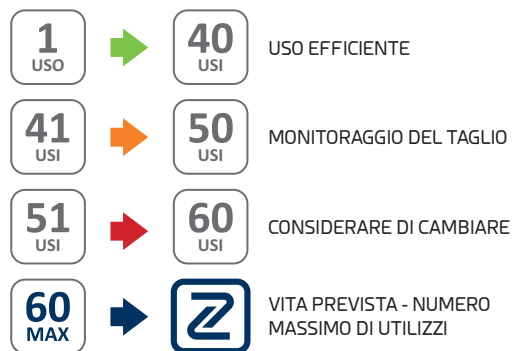 1
USO
40
USI
USO EFFICIENTE
41
USI
50
USI
MONITORAGGIO DEL TAGLIO
51
USI
60
USI
CONSIDERARE DI CAMBIARE
60
MAX
Z
VITA PREVISTA - NUMERO
MASSIMO DI UTILIZZI